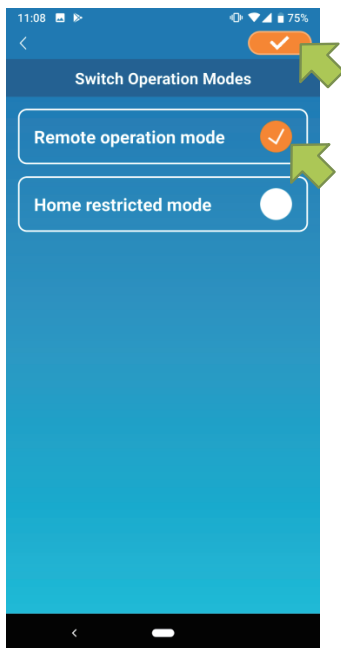 11:08
75%
Switch Operation Modes
Remote operation mode
Home restricted mode